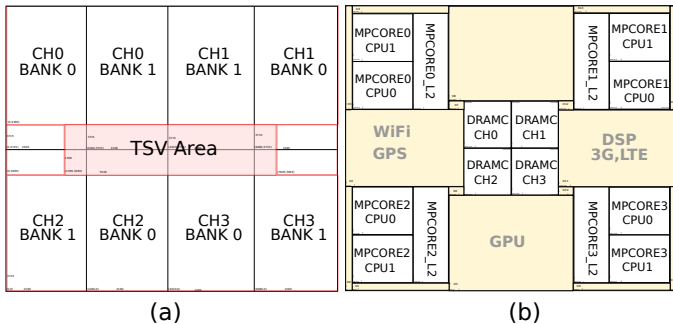 CH0
BANK 0
CH0
BANK 1
CH1
BANK 1
CH1
BANK 0
TSV Area
CH2
BANK 1
CH2
BANK 0
CH3
BANK 0
CH3
BANK 1
(a)
MPCORE0
CPU1
MPCORE0
CPU0
MPCORE0_L2
MPCORE1_L2
MPCORE1
CPU1
MPCORE1
CPU0
WiFi
GPS
DRAMC
CH0
DRAMC
CH1
DRAMC
CH2
DRAMC
CH3
DSP
3G,LTE
MPCORE2
CPU0
MPCORE2
CPU1
MPCORE2_L2
GPU
MPCORE3_L2
MPCORE3
CPU0
MPCORE3
CPU1
(b)